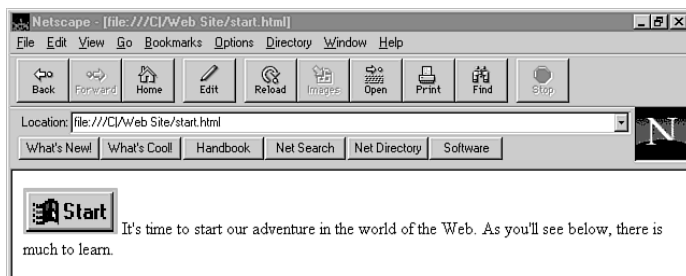 Netscape - [file:///C|/Web Site/start.html]
File Edit View Go Bookmarks Options Directory Window Help
Back Forward Home Edit Reload Images Open Print Find Stop
Location: file:///C|/Web Site/start.html
N
What's New! What's Cool! Handbook Net Search Net Directory Software
Start It's time to start our adventure in the world of the Web. As you'll see below, there is
much to learn.